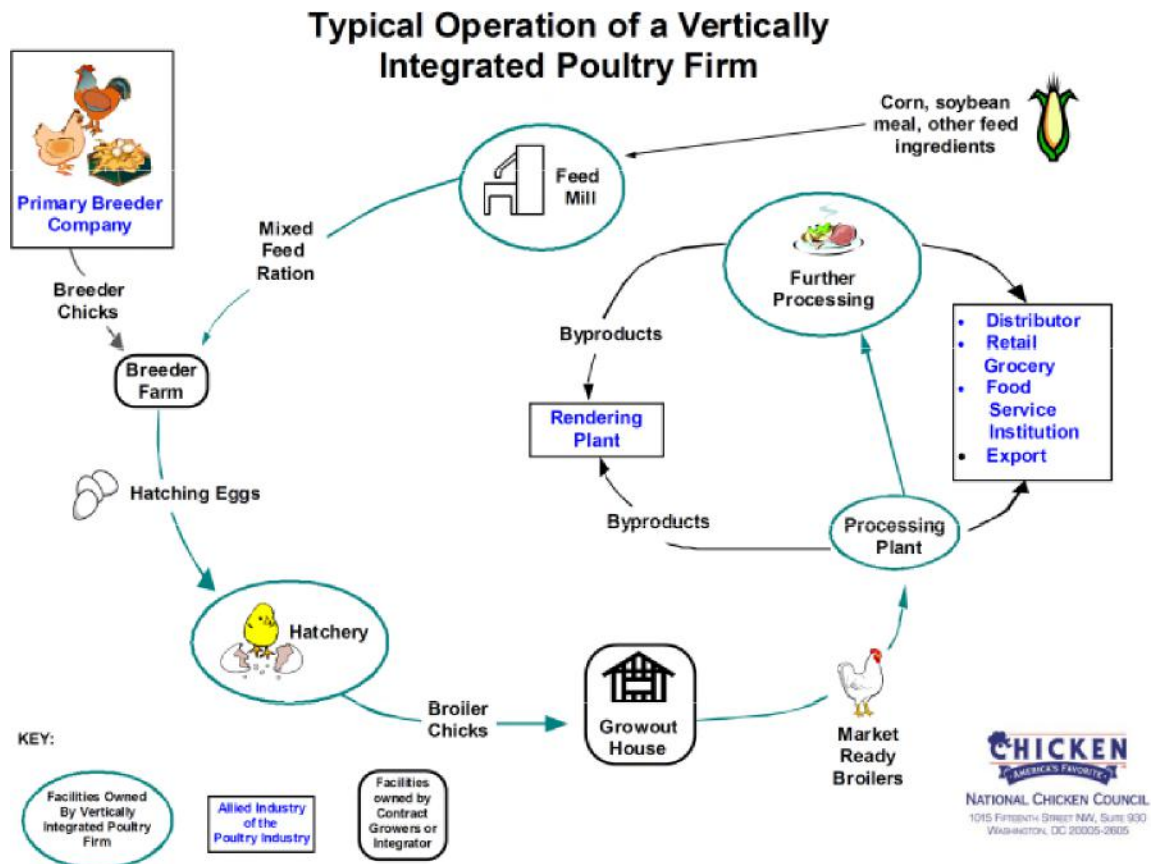 Typical Operation of a Vertically
Integrated Poultry Firm
Primary Breeder
Company
Breeder
Chicks
Mixed
Feed
Ration
Feed
Mill
Corn, soybean
meal, other feed
ingredients
Breeder
Farm
Further
Processing
Byproducts
Rendering
Plant
• Distributor
• Retail
Grocery
• Food
Service
Institution
• Export
Hatching Eggs
Byproducts
Processing
Plant
Hatchery
Broiler
Chicks
Growout
House
Market
Ready
Broilers
KEY:
Facilities Owned
By Vertically
Integrated Poultry
Firm
Allied Industry
of the
Poultry Industry
Facilities
owned by
Contract
Growers or
Integrator
CHICKEN
AMERICA'S FAVORITE
NATIONAL CHICKEN COUNCIL
1015 FIFTEENTH STREET NW, SUITE 930
WASHINGTON, DC 20005-2605